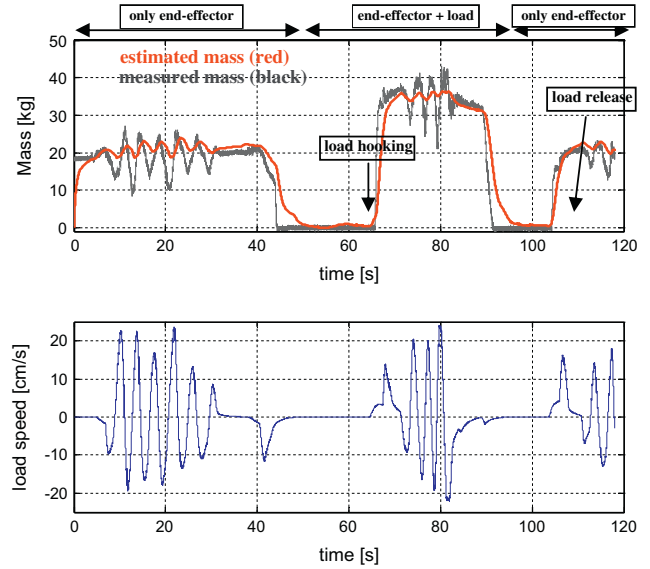 only end-effector
end-effector + load
only end-effector
estimated mass (red)
measured mass (black)
load hooking
load release
Mass [kg]
50
40
30
20
10
0
0
20
40
60
80
100
120
time [s]
load speed [cm/s]
20
10
0
-10
-20
0
20
40
60
80
100
120
time [s]